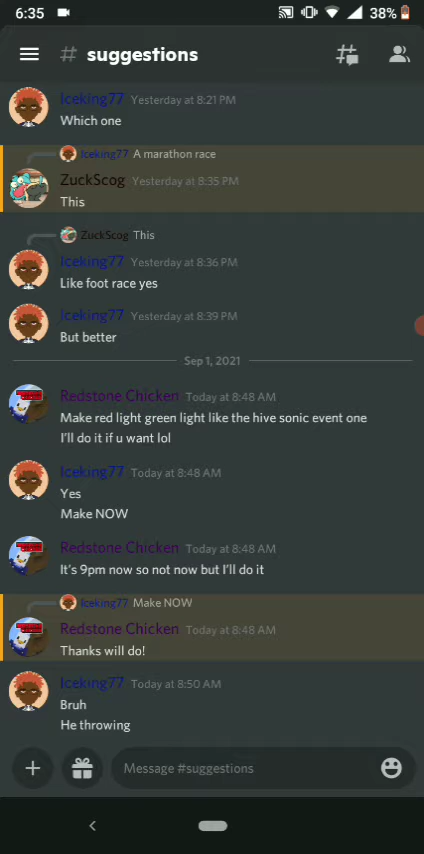 6:35
38%
# suggestions
Iceking77 Yesterday at 8:21 PM
Which one
Iceking77 A marathon race
ZuckScog Yesterday at 8:35 PM
This
ZuckScog This
Iceking77 Yesterday at 8:36 PM
Like foot race yes
Iceking77 Yesterday at 8:39 PM
But better
Sep 1, 2021
Redstone Chicken Today at 8:48 AM
Make red light green light like the hive sonic event one
I'll do it if u want lol
Iceking77 Today at 8:48 AM
Yes
Make NOW
Redstone Chicken Today at 8:48 AM
It's 9pm now so not now but I'll do it
Iceking77 Make NOW
Redstone Chicken Today at 8:48 AM
Thanks will do!
Iceking77 Today at 8:50 AM
Bruh
He throwing
Message #suggestions